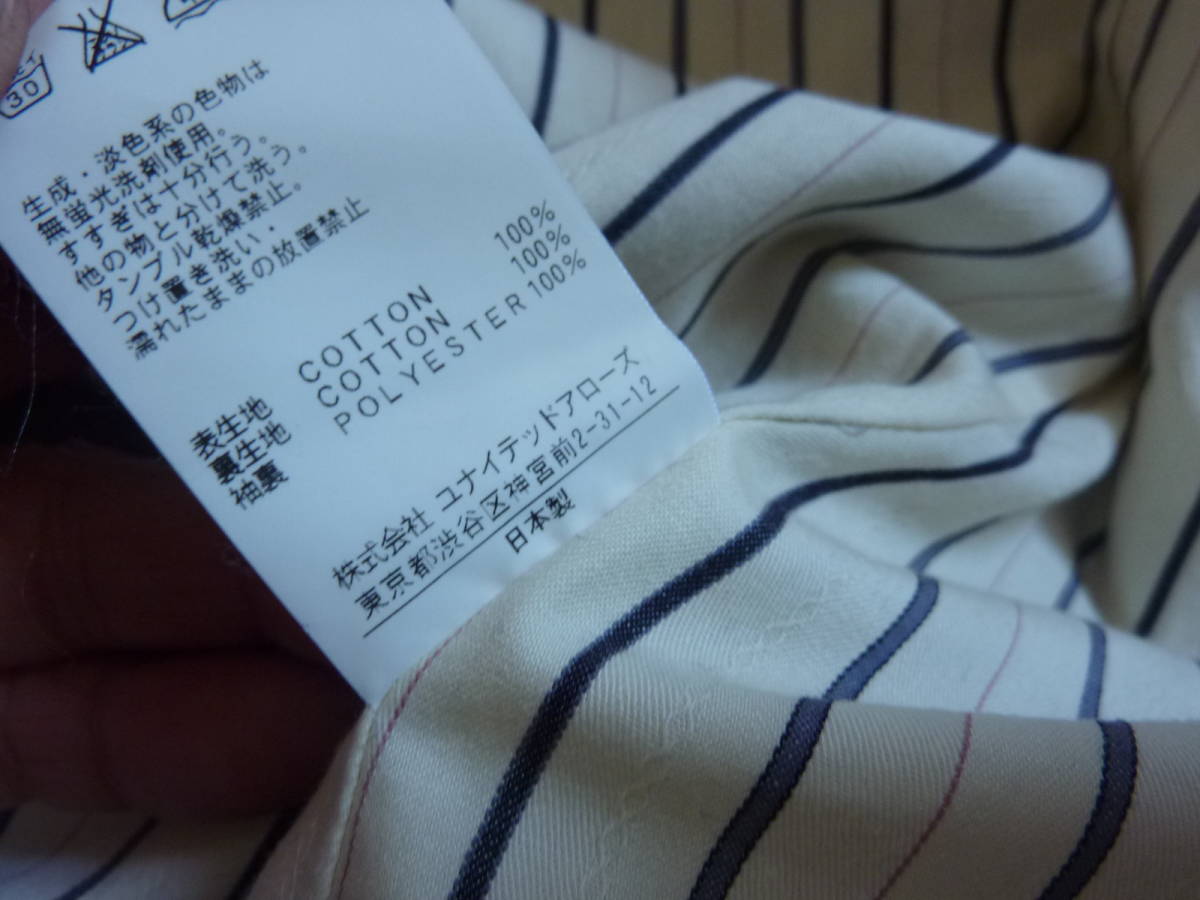 30
生成・淡色系の色物は
無蛍光洗剤使用。
すすぎは十分行う。
他の物と分けて洗う。
タンブル乾燥禁止。
つけ置き洗い・
濡れたままの放置禁止
表生地 COTTON 100%
裏生地 COTTON 100%
袖裏 POLYESTER 100%
株式会社 ユナイテッドアローズ
東京都渋谷区神宮前2-31-12
日本製